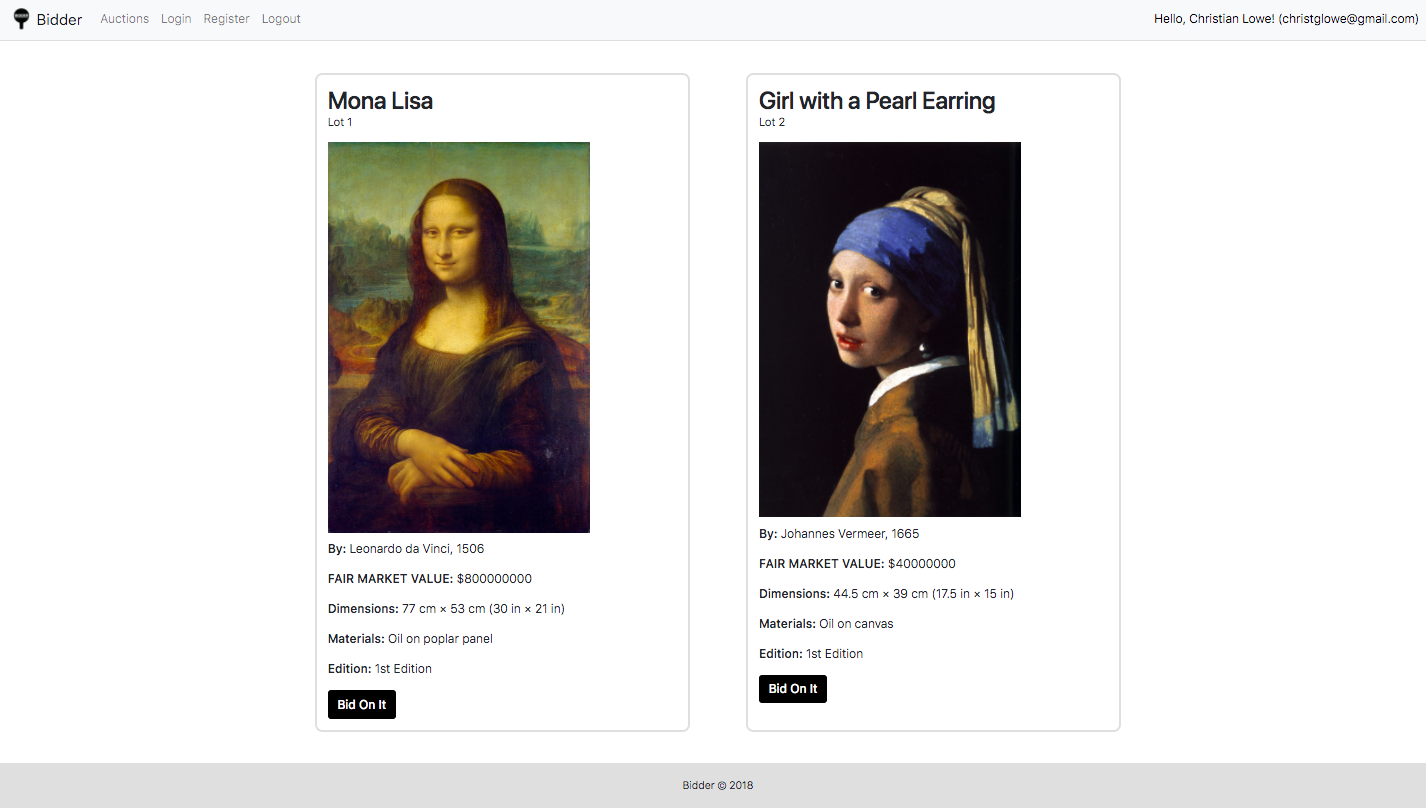 Bidder Auctions Login Register Logout Hello, Christian Lowe! (christglowe@gmail.com)
Mona Lisa
Lot 1
By: Leonardo da Vinci, 1506
FAIR MARKET VALUE: $800000000
Dimensions: 77 cm × 53 cm (30 in × 21 in)
Materials: Oil on poplar panel
Edition: 1st Edition
Bid On It
Girl with a Pearl Earring
Lot 2
By: Johannes Vermeer, 1665
FAIR MARKET VALUE: $40000000
Dimensions: 44.5 cm × 39 cm (17.5 in × 15 in)
Materials: Oil on canvas
Edition: 1st Edition
Bid On It
Bidder © 2018